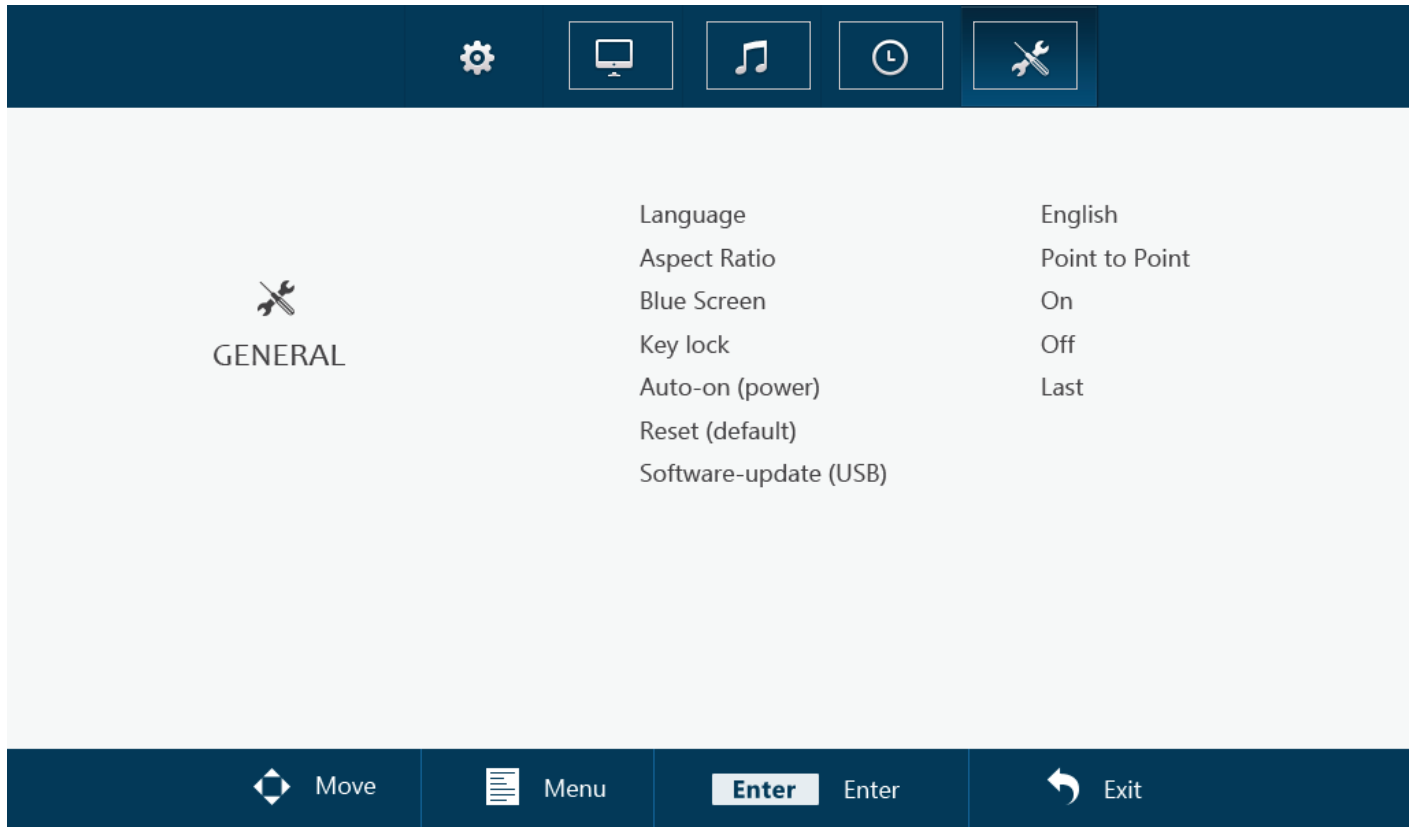 Language English
Aspect Ratio Point to Point
Blue Screen On
GENERAL
Key lock Off
Auto-on (power) Last
Reset (default)
Software-update (USB)
Move Menu Enter Enter Exit